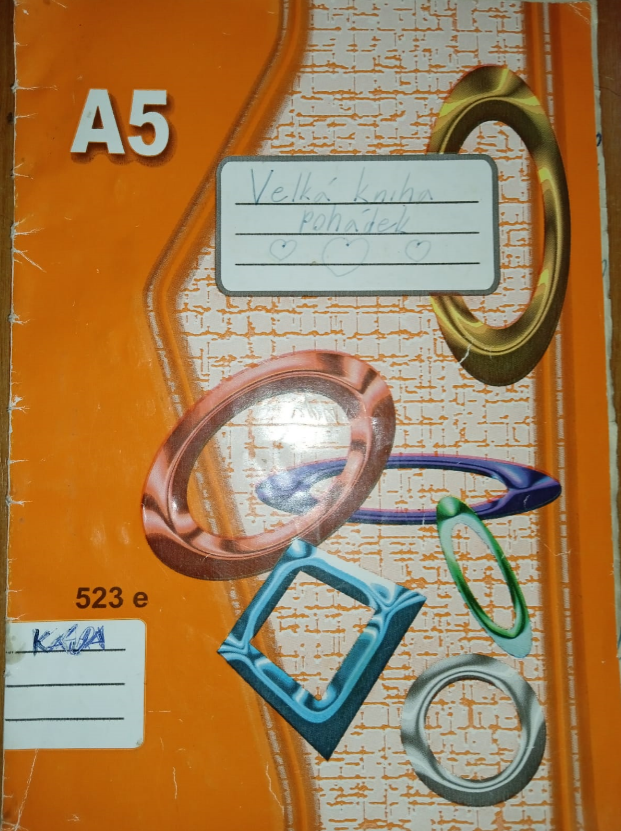 A5
Velká kniha
pohádek
523 e
KÁJA